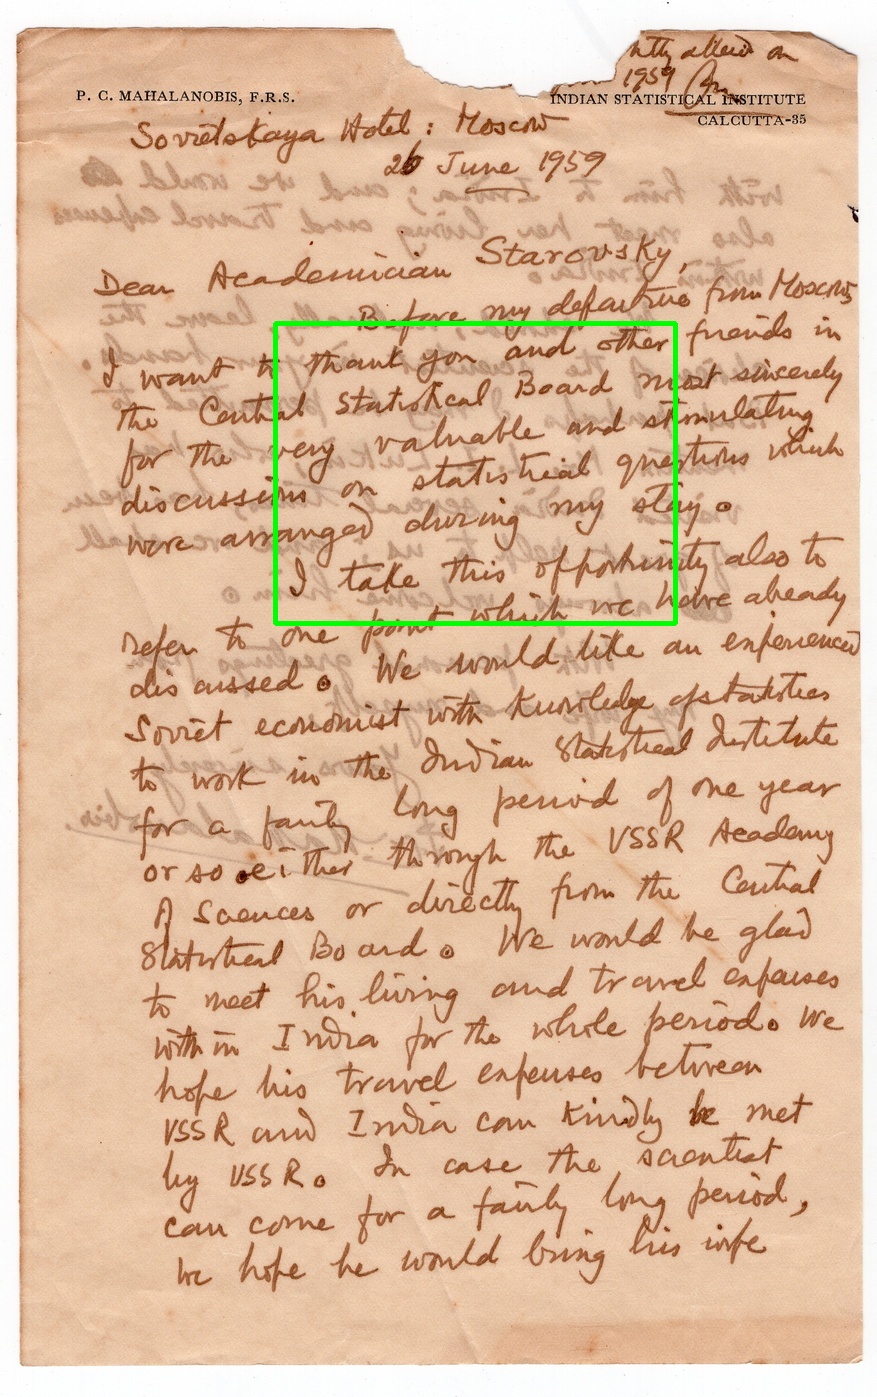 ntly allead on
1959
P. C. MAHALANOBIS, F.R.S.
INDIAN STATISTICAL INSTITUTE
CALCUTTA-35
Sovietskaya Hotel : Moscow
26 June 1959
Dear Academician Starovsky,
Before my departure from Moscow,
I want to thank you and other friends in
the Central Statistical Board most sincerely
for the very valuable and stimulating
discussions on statistical questions which
were arranged during my stay.
I take this opportunity also to
refer to one point which we have already
discussed. We would like an experienced
Soviet economist with knowledge of statistics
to work in the Indian Statistical Institute
for a fairly long period of one year
or so either through the USSR Academy
of Sciences or directly from the Central
Statistical Board. We would be glad
to meet his living and travel expenses
within India for the whole period. We
hope his travel expenses between
USSR and India can kindly be met
by USSR. In case the scientist
can come for a fairly long period,
we hope he would bring his wife